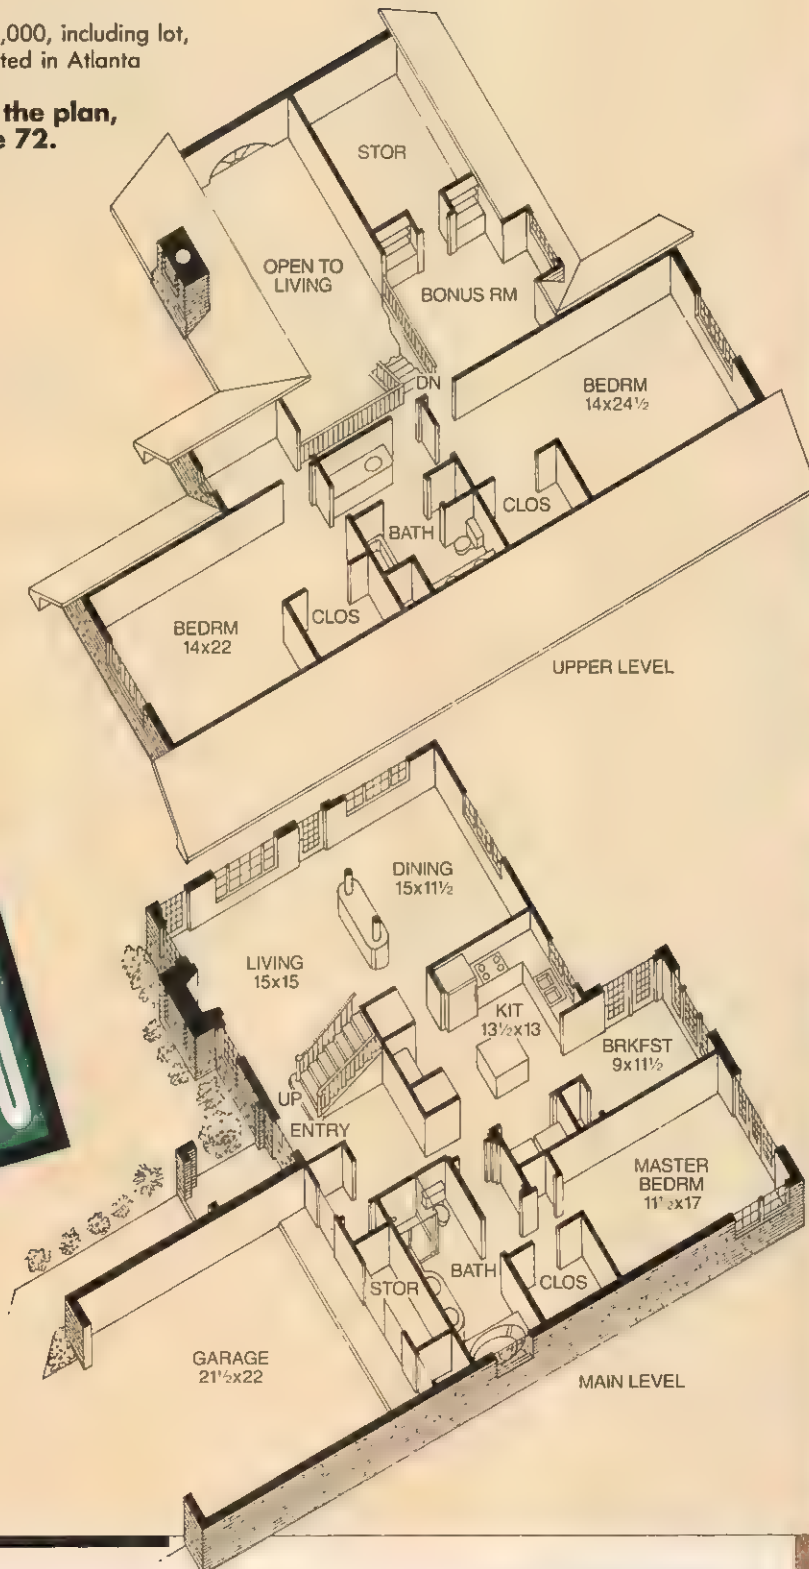 ,000, including lot,
ted in Atlanta
the plan,
e 72.
STOR
OPEN TO
LIVING
BONUS RM
DN
BEDRM
14x24½
BATH
CLOS
BEDRM
14x22
CLOS
UPPER LEVEL
DINING
15x11½
LIVING
15x15
KIT
13½x13
BRKFST
9x11½
UP
ENTRY
MASTER
BEDRM
11½x17
BATH
CLOS
STOR
GARAGE
21½x22
MAIN LEVEL